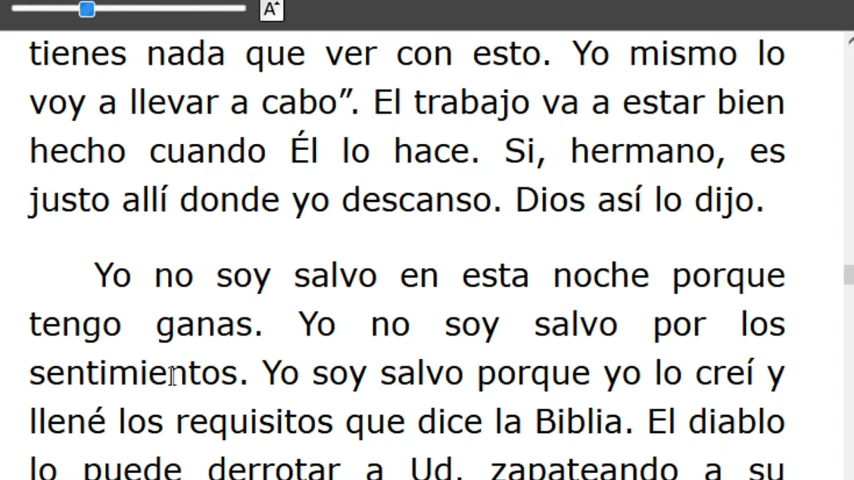 A
tienes nada que ver con esto. Yo mismo lo
voy a llevar a cabo”. El trabajo va a estar bien
hecho cuando Él lo hace. Si, hermano, es
justo allí donde yo descanso. Dios así lo dijo.
Yo no soy salvo en esta noche porque
tengo ganas. Yo no soy salvo por los
sentimientos. Yo soy salvo porque yo lo creí y
llené los requisitos que dice la Biblia. El diablo
lo puede derrotar a Ud. zapateando a su